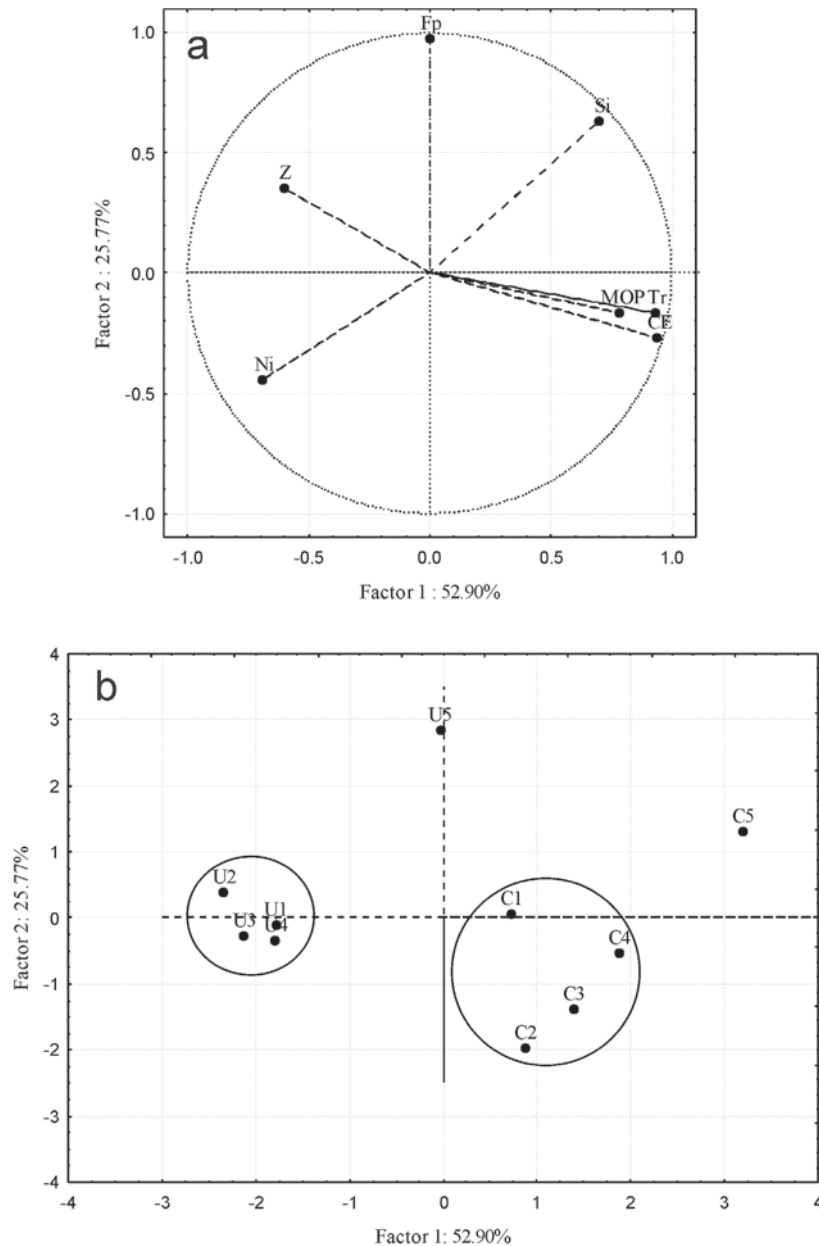 a
Fp
1.0
Si
0.5
Z
Factor 2 : 25.77%
0.0
MOP Tr
CE
Ni
-0.5
-1.0
-1.0 -0.5 0.0 0.5 1.0
Factor 1 : 52.90%
b
4
3
U5
2
C5
1
U2
C1
0
U1
U3 U4
C4
Factor 2: 25.77%
-1
C3
C2
-2
-3
-4
-4 -3 -2 -1 0 1 2 3 4
Factor 1: 52.90%